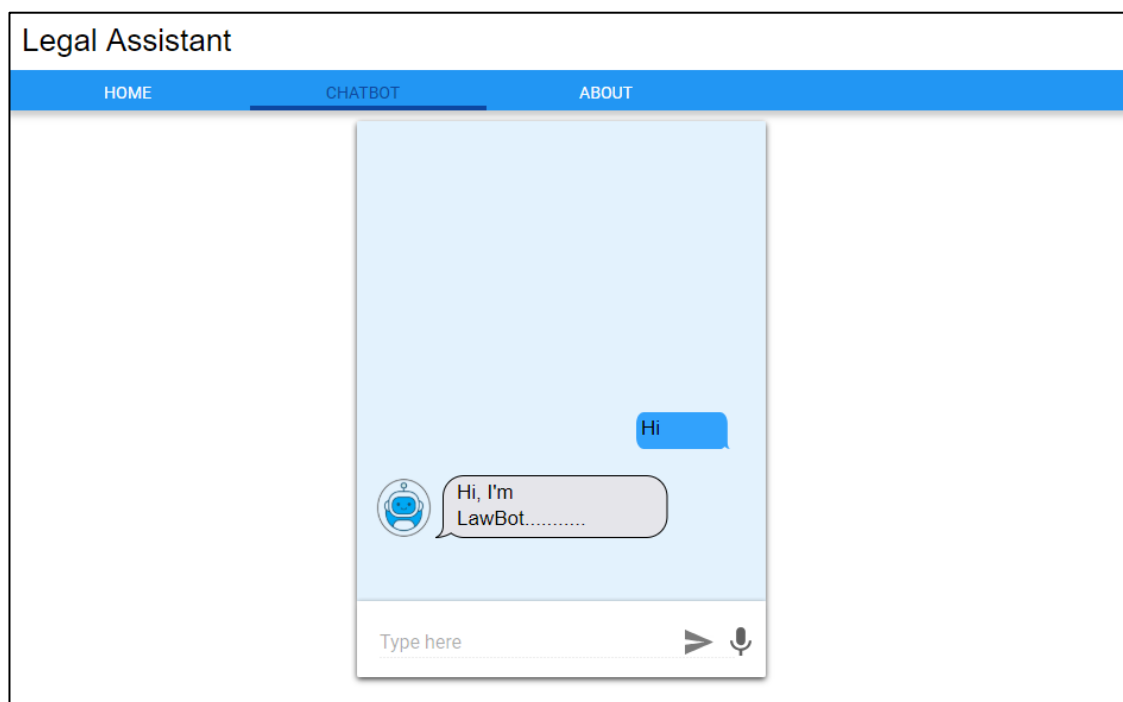 Legal Assistant
HOME CHATBOT ABOUT
Hi
Hi, I'm
LawBot...........
Type here